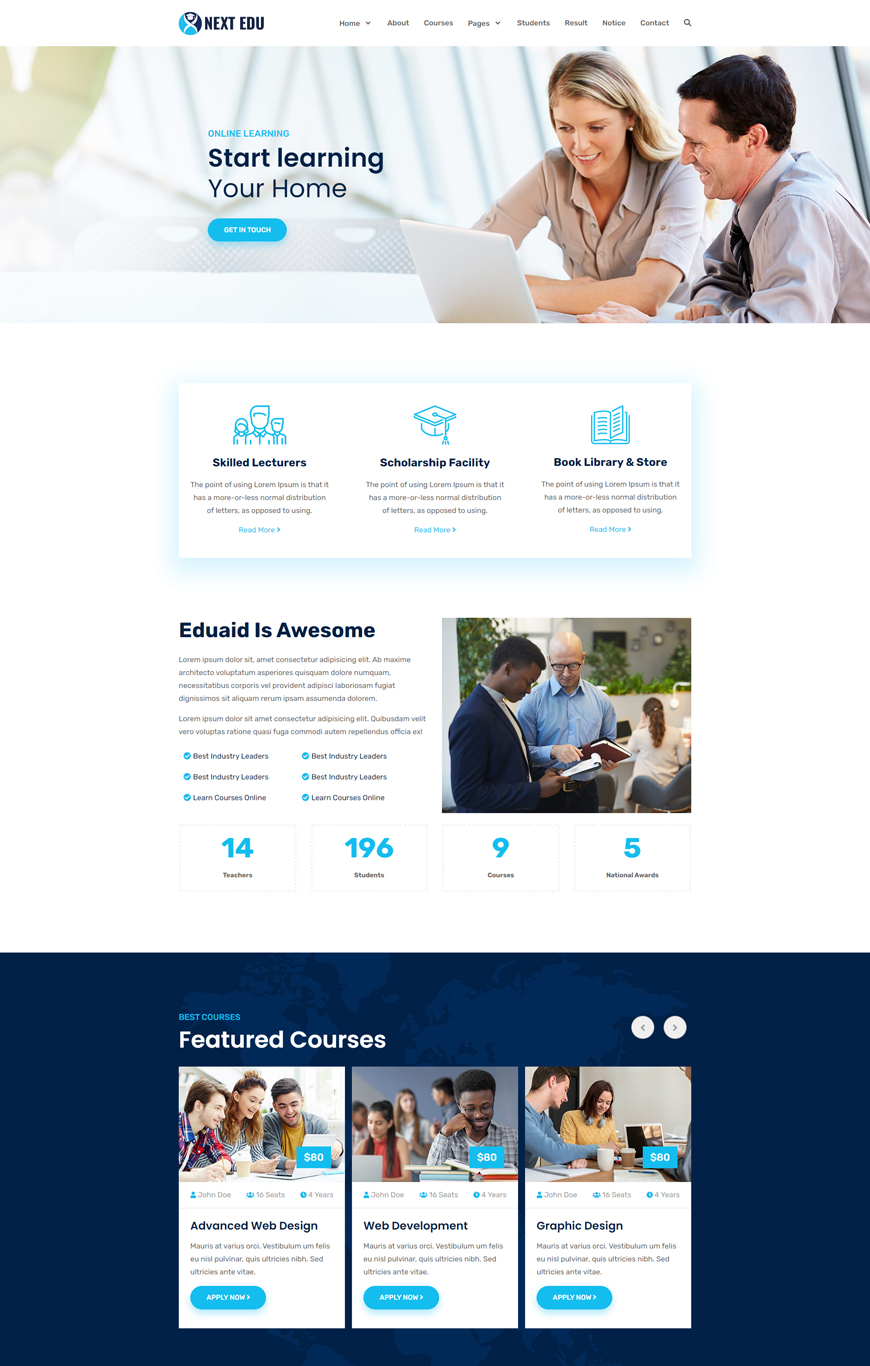 NEXT EDU
Home About Courses Pages Students Result Notice Contact
ONLINE LEARNING
Start learning
Your Home
GET IN TOUCH
Skilled Lecturers
The point of using Lorem Ipsum is that it
has a more-or-less normal distribution
of letters, as opposed to using.
Read More
Scholarship Facility
The point of using Lorem Ipsum is that it
has a more-or-less normal distribution
of letters, as opposed to using.
Read More
Book Library & Store
The point of using Lorem Ipsum is that it
has a more-or-less normal distribution
of letters, as opposed to using.
Read More
Eduaid Is Awesome
Lorem ipsum dolor sit, amet consectetur adipisicing elit. Ab maxime
architecto voluptatum asperiores quisquam dolore numquam,
necessitatibus corporis vel provident adipisci laboriosam fugiat
dignissimos sit aliquam rerum ipsam assumenda dolorem.
Lorem ipsum dolor sit amet consectetur adipisicing elit. Quibusdam velit
vero voluptas ratione quasi fuga commodi autem repellendus officia ex!
Best Industry Leaders Best Industry Leaders
Best Industry Leaders Best Industry Leaders
Learn Courses Online Learn Courses Online
14
Teachers
196
Students
9
Courses
5
National Awards
BEST COURSES
Featured Courses
$80
John Doe 16 Seats 4 Years
Advanced Web Design
Mauris at varius orci. Vestibulum um felis
eu nisl pulvinar, quis ultricies nibh. Sed
ultricies ante vitae.
APPLY NOW
$80
John Doe 16 Seats 4 Years
Web Development
Mauris at varius orci. Vestibulum um felis
eu nisl pulvinar, quis ultricies nibh. Sed
ultricies ante vitae.
APPLY NOW
$80
John Doe 16 Seats 4 Years
Graphic Design
Mauris at varius orci. Vestibulum um felis
eu nisl pulvinar, quis ultricies nibh. Sed
ultricies ante vitae.
APPLY NOW